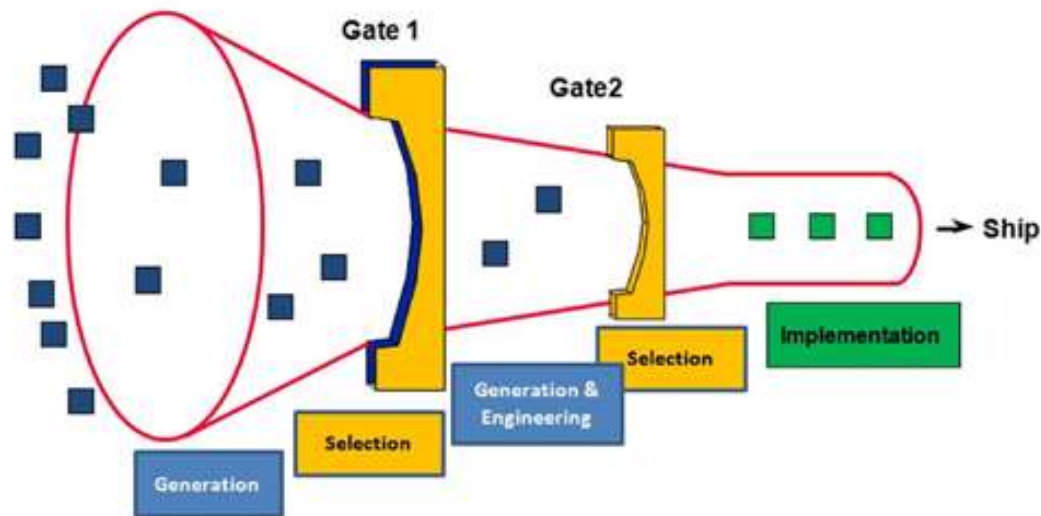 Gate 1
Gate2
Ship
Implementation
Selection
Generation &
Engineering
Selection
Generation